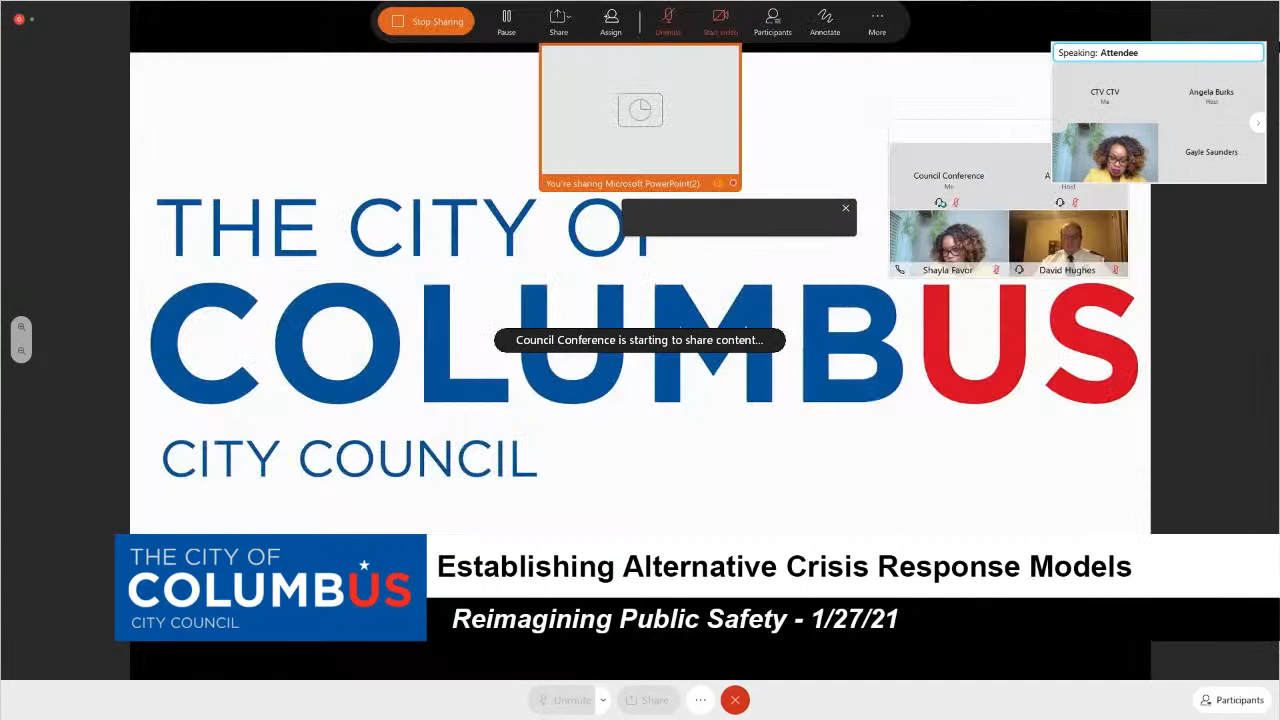 Stop Sharing
Pause
Share
Assign
Unmute
Start video
Participants
Annotate
More
Speaking: Attendee
CTV CTV
Me
Angela Burks
Host
Gayle Saunders
You're sharing Microsoft PowerPoint(2)
Council Conference
Me
A
Host
Shayla Favor
David Hughes
THE CITY OF
COLUMBUS
CITY COUNCIL
Council Conference is starting to share content...
THE CITY OF
COLUMBUS
CITY COUNCIL
Establishing Alternative Crisis Response Models
Reimagining Public Safety - 1/27/21
Unmute
Share
Participants